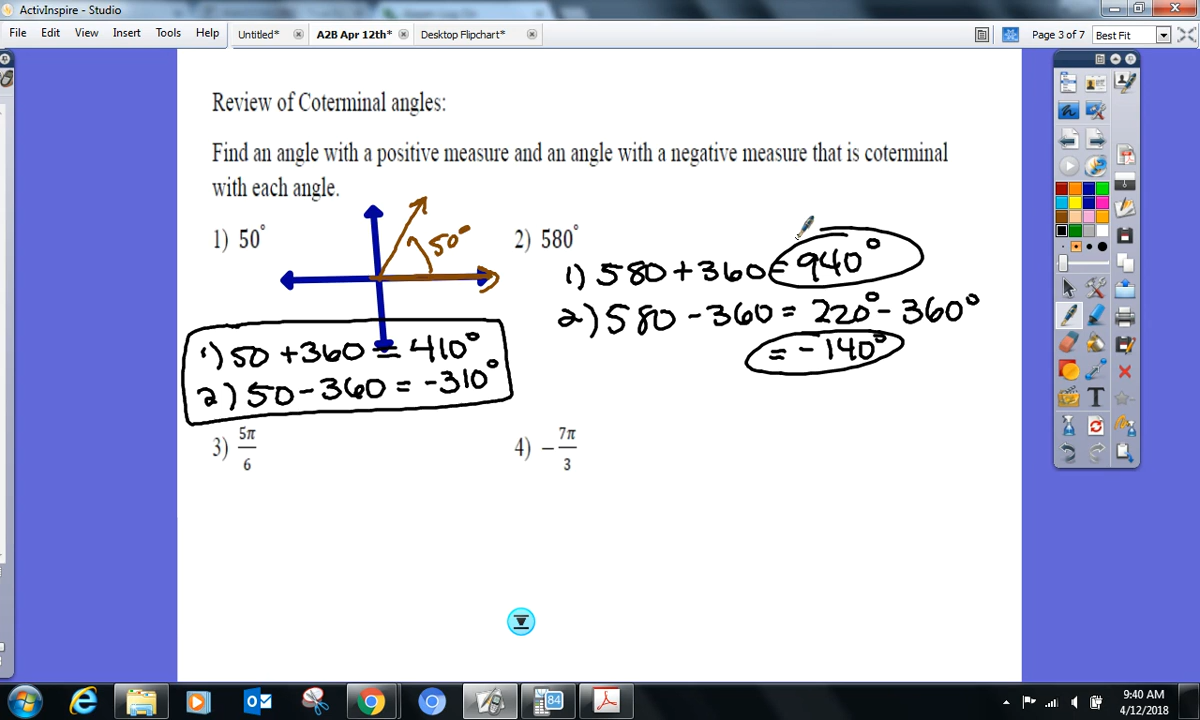 ActivInspire - Studio
File Edit View Insert Tools Help
Untitled* A2B Apr 12th* Desktop Flipchart*
Page 3 of 7 Best Fit
Review of Coterminal angles:
Find an angle with a positive measure and an angle with a negative measure that is coterminal
with each angle.
1) 50°
50°
2) 580°
1) 580 + 360 = 940°
2) 580 - 360 = 220° - 360°
= - 140°
1) 50 + 360 = 410°
2) 50 - 360 = -310°
3) 5π/6
4) - 7π/3
T
84
9:40 AM
4/12/2018